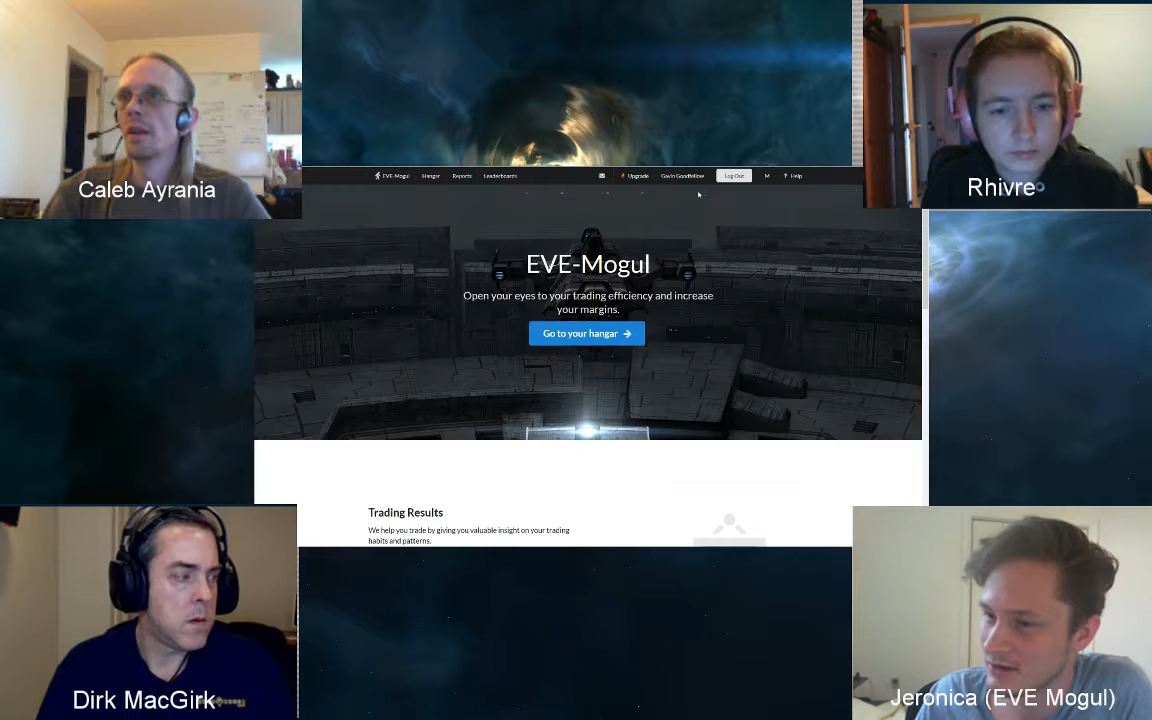 Caleb Ayrania
Rhivre
EVE-Mogul Hangar Reports Leaderboards Upgrade Gavin Goodfellow Log Out M ? Help
EVE-Mogul
Open your eyes to your trading efficiency and increase
your margins.
Go to your hangar
Trading Results
We help you trade by giving you valuable insight on your trading
habits and patterns.
Dirk MacGirk
Jeronica (EVE Mogul)